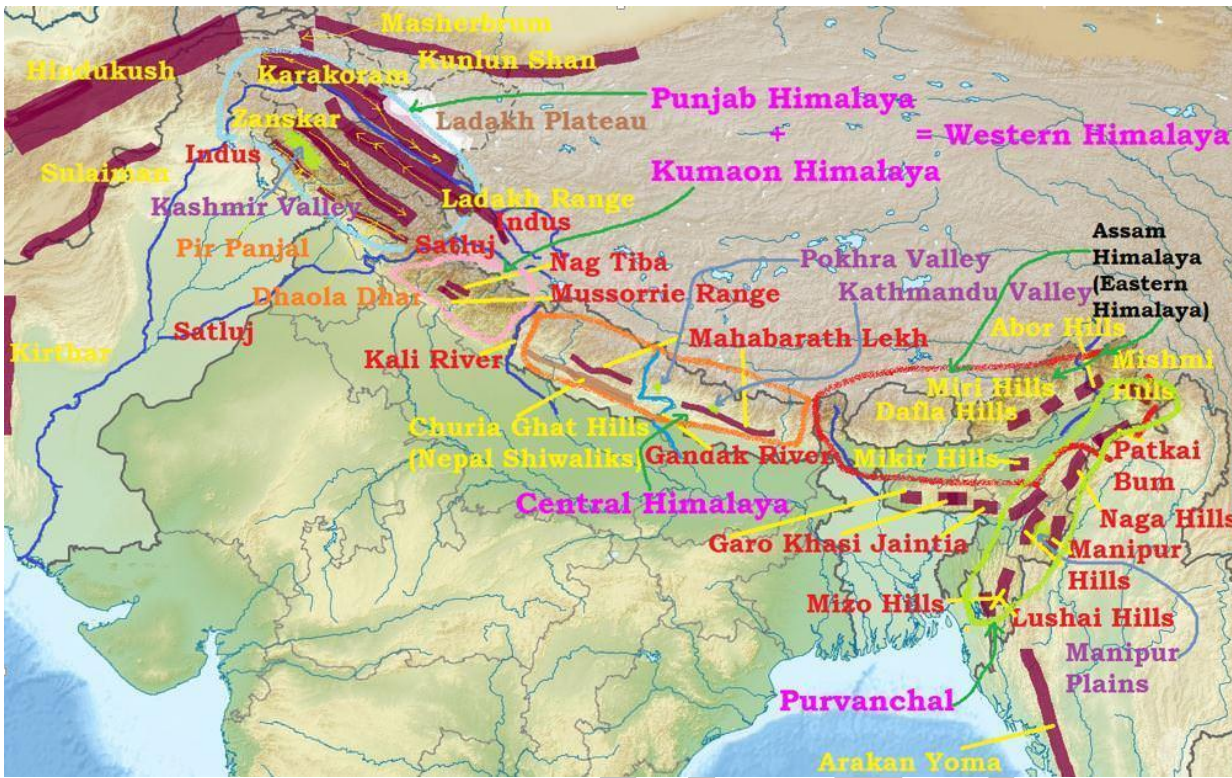 Masherbrum
Hindukush
Karakoram
Kunlun Shan
Punjab Himalaya
Ladakh Plateau
Zanskar
+
= Western Himalaya
Indus
Sulaiman
Kumaon Himalaya
Kashmir Valley
Ladakh Range
Indus
Pir Panjal
Satluj
Assam
Himalaya
(Eastern
Himalaya)
Nag Tiba
Pokhra Valley
Dhaola Dhar
Mussorrie Range
Kathmandu Valley
Satluj
Kirthar
Kali River
Mahabarath Lekh
Abor Hills
Mishmi
Hills
Miri Hills
Dafla Hills
Churia Ghat Hills
(Nepal Shiwaliks)
Gandak River
Mikir Hills
Patkai
Bum
Central Himalaya
Naga Hills
Garo Khasi Jaintia
Manipur
Hills
Mizo Hills
Lushai Hills
Manipur
Plains
Purvanchal
Arakan Yoma